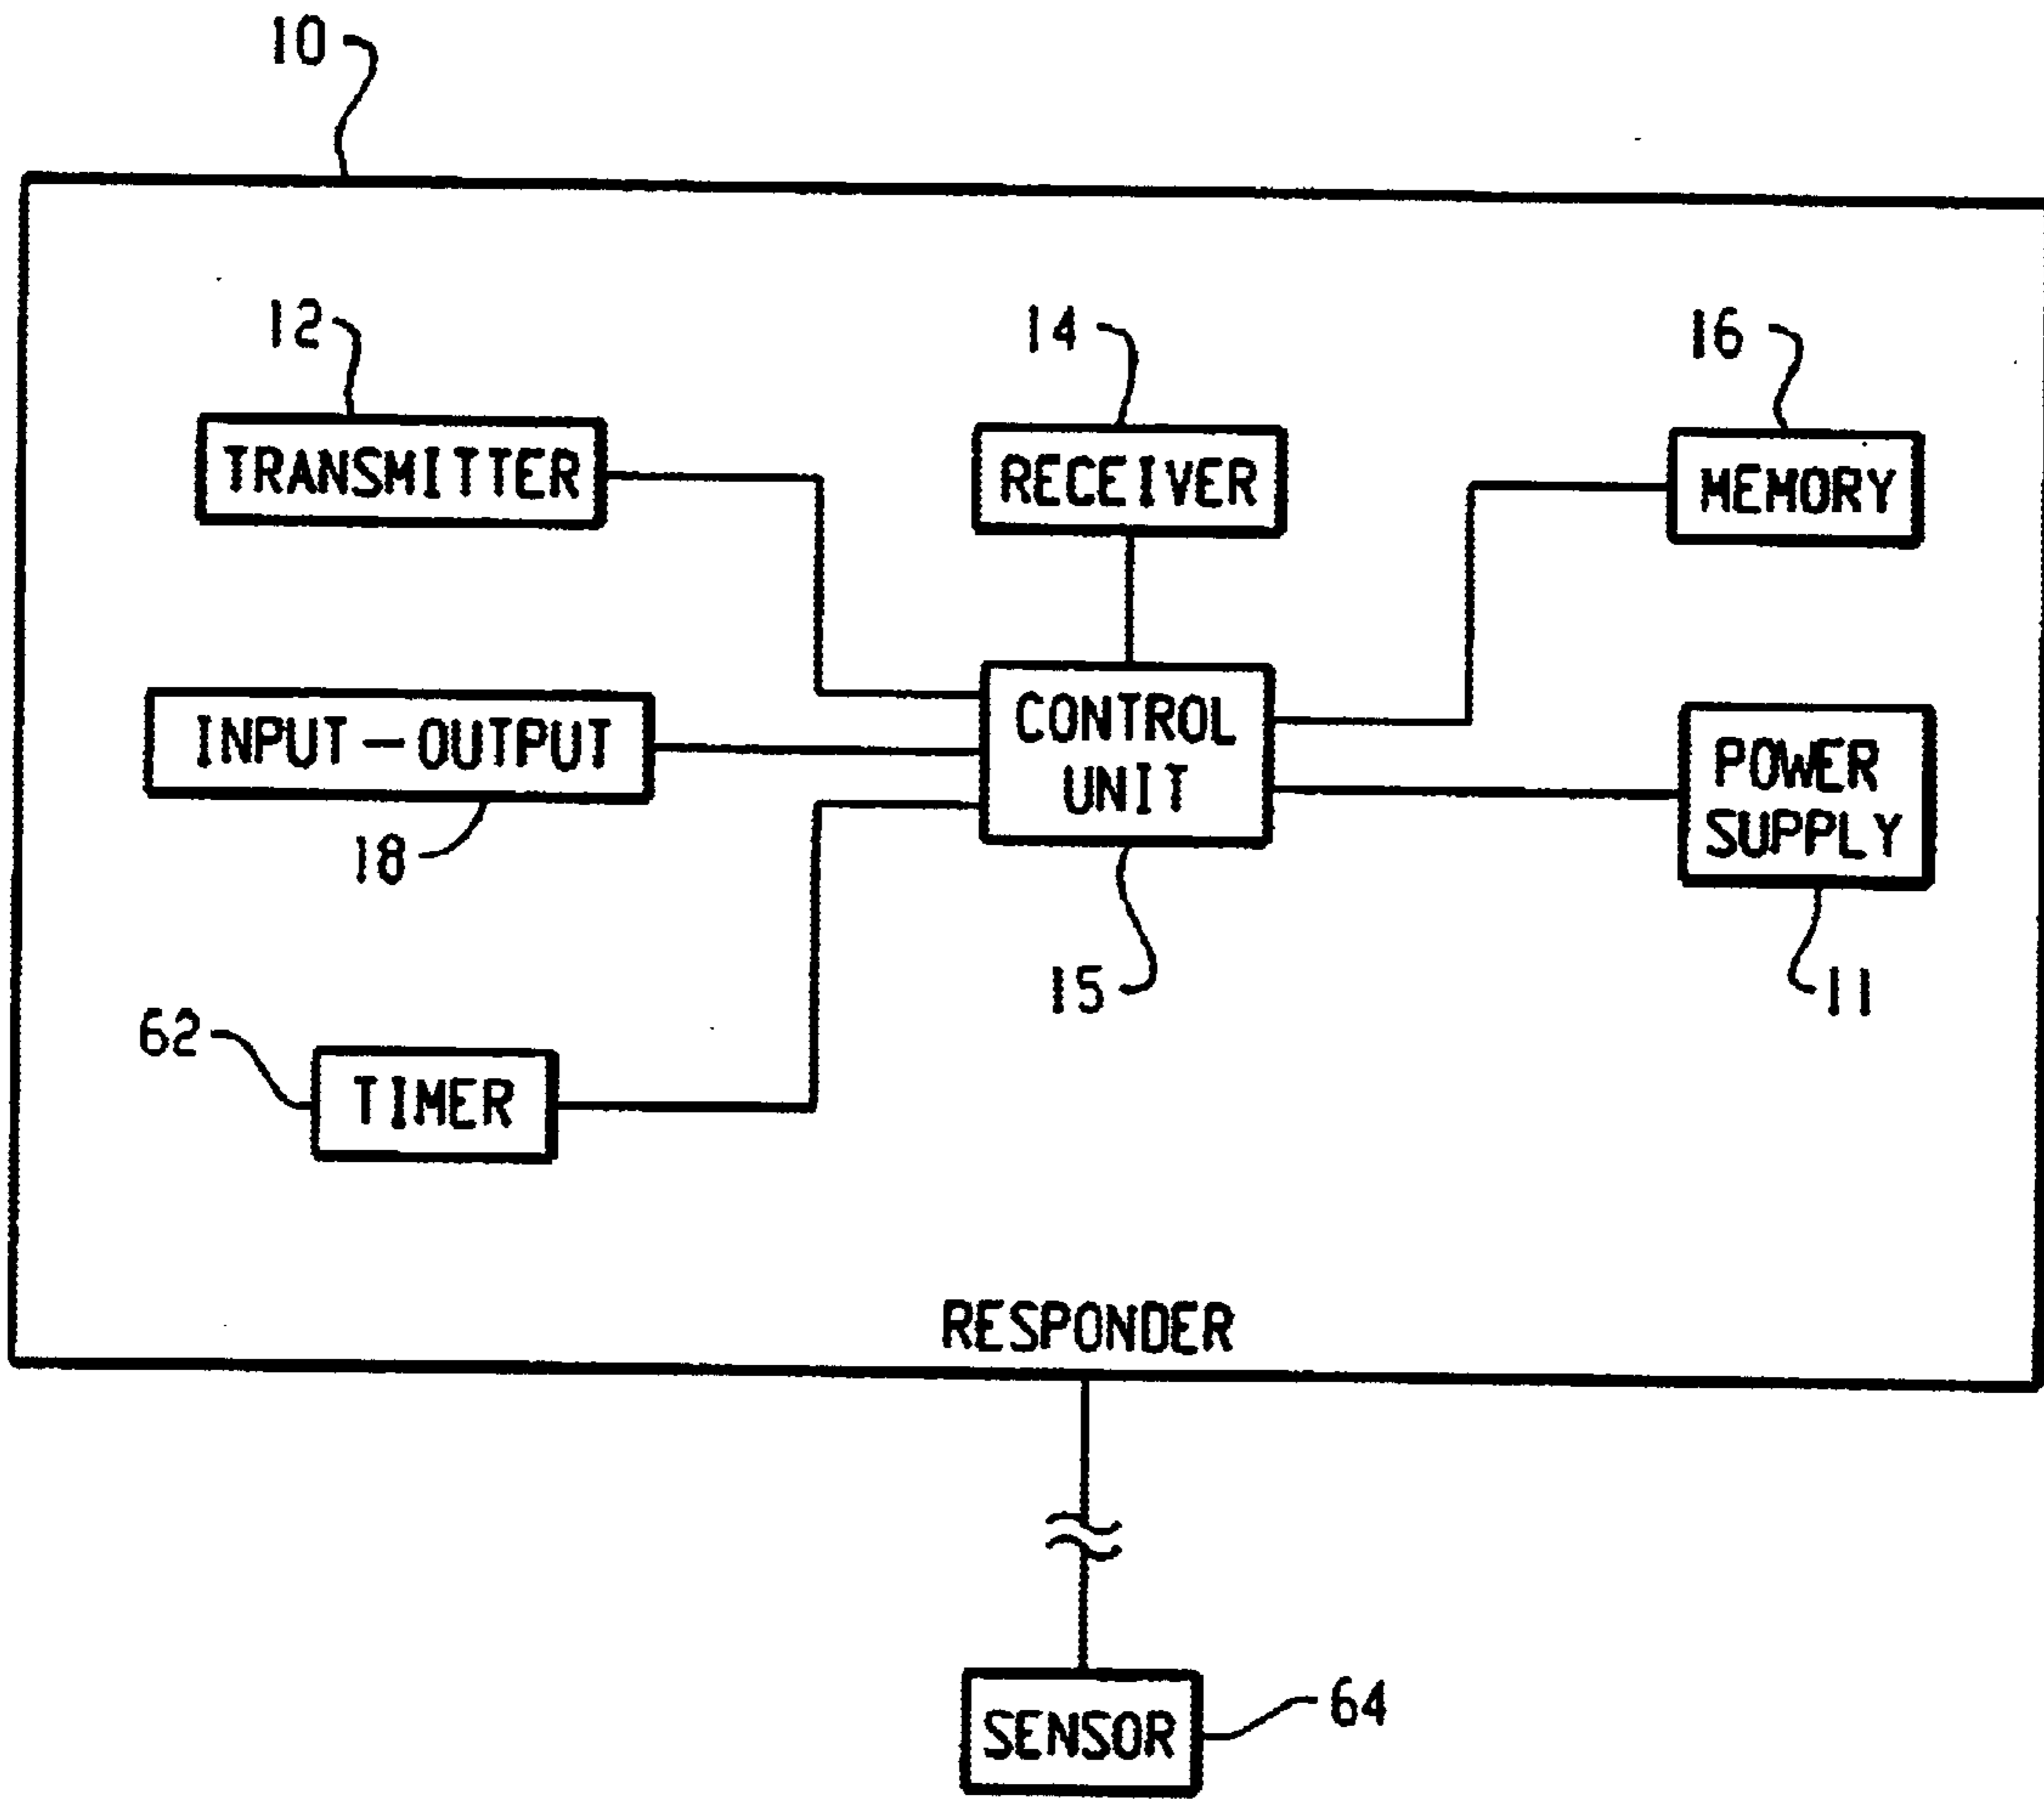 10
12
14
16
TRANSMITTER
RECEIVER
MEMORY
INPUT-OUTPUT
CONTROL
UNIT
POWER
SUPPLY
18
15
11
62
TIMER
RESPONDER
SENSOR
64